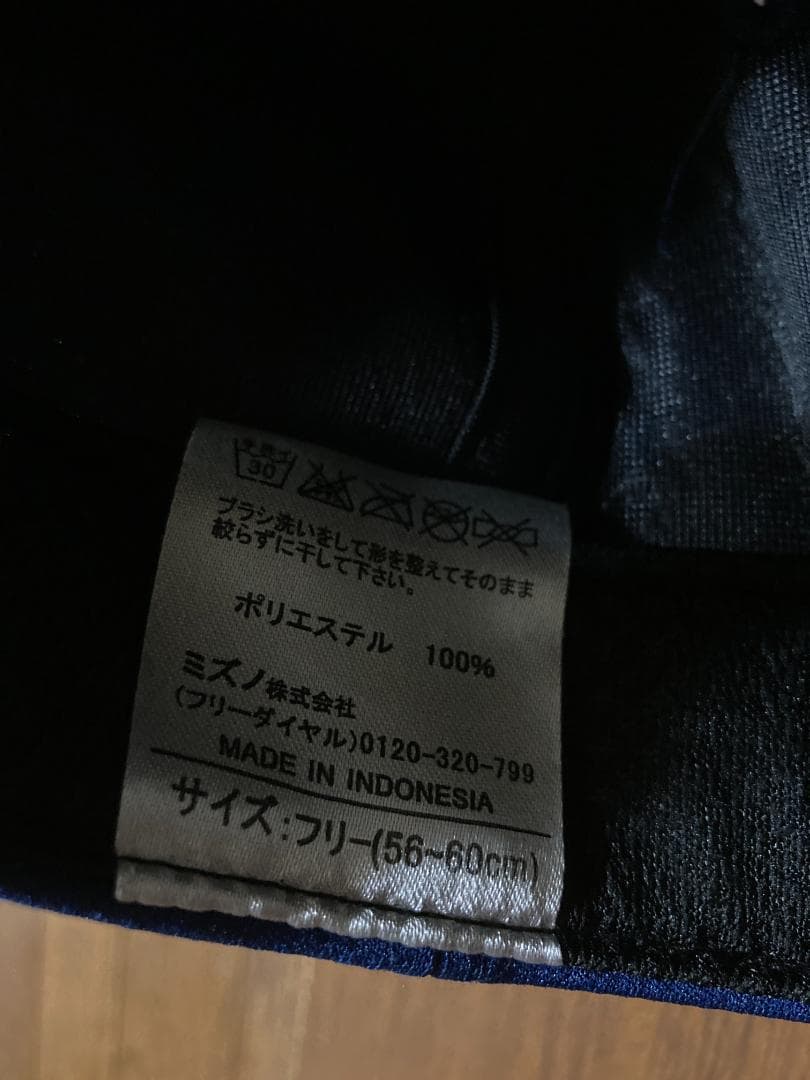 手洗イ
30
ブラシ洗いをして形を整えてそのまま
絞らずに干して下さい。
ポリエステル 100%
ミズノ株式会社
(フリーダイヤル)0120-320-799
MADE IN INDONESIA
サイズ:フリー(56~60cm)